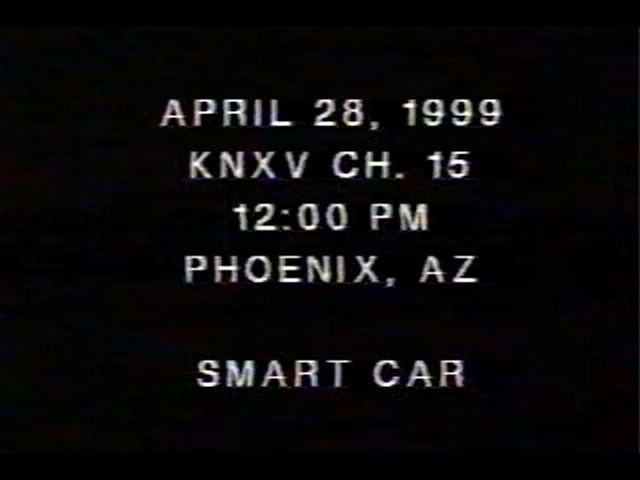 APRIL 28, 1999
KNXV CH. 15
12:00 PM
PHOENIX, AZ
SMART CAR